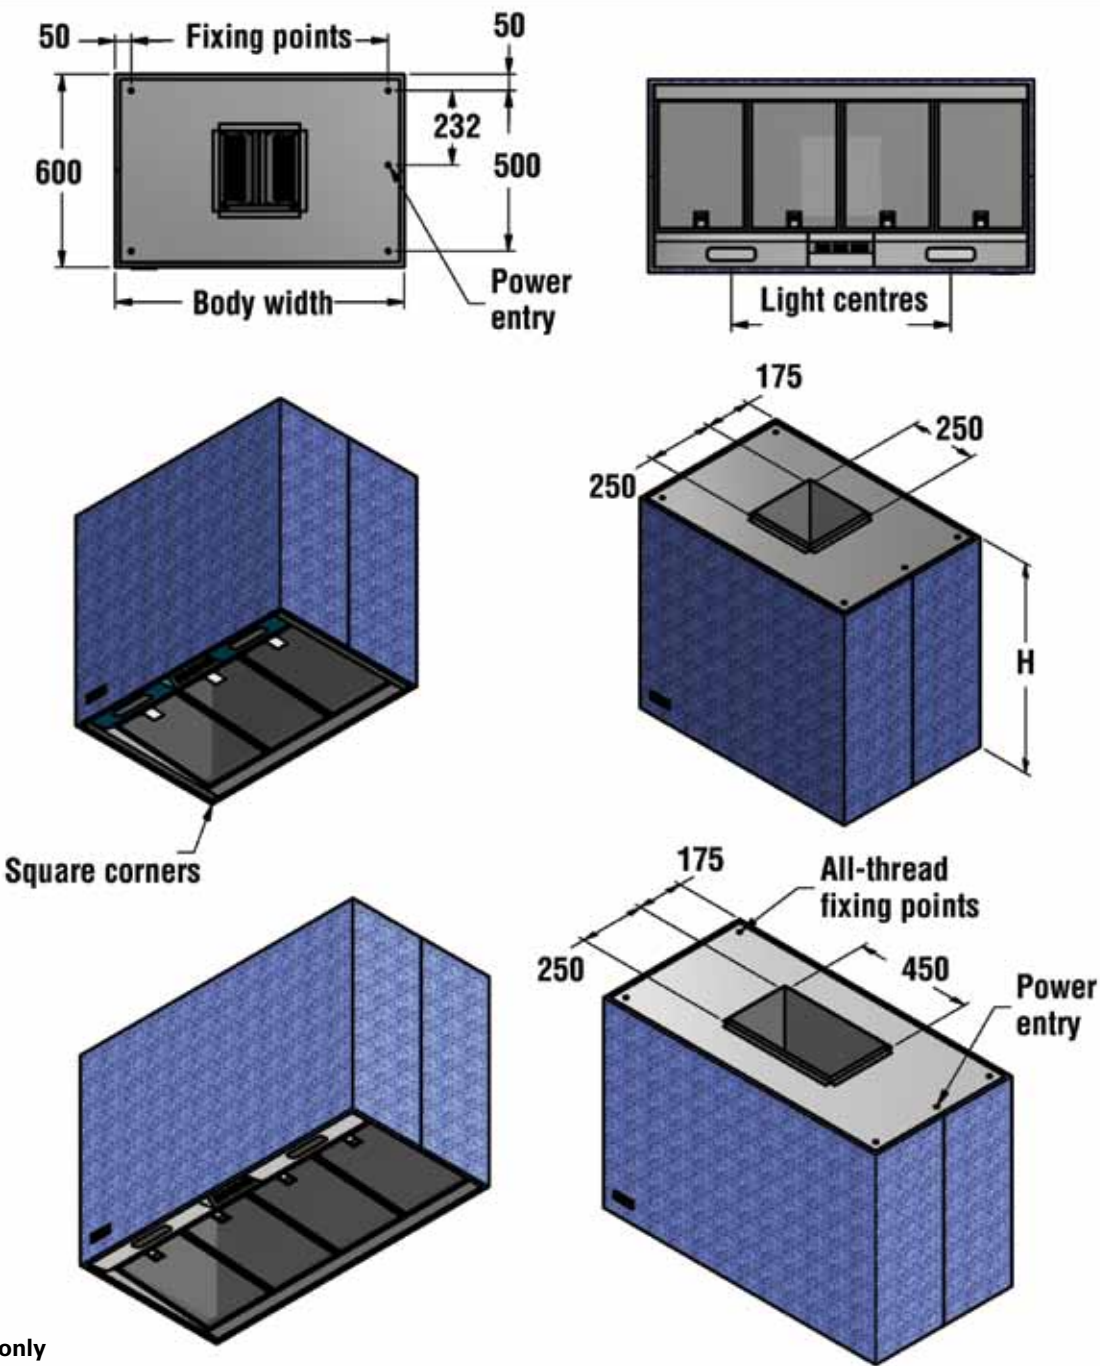 50
Fixing points
50
600
232
500
Body width
Power
entry
Light centres
175
250
250
H
Square corners
175
All-thread
fixing points
250
450
Power
entry
only